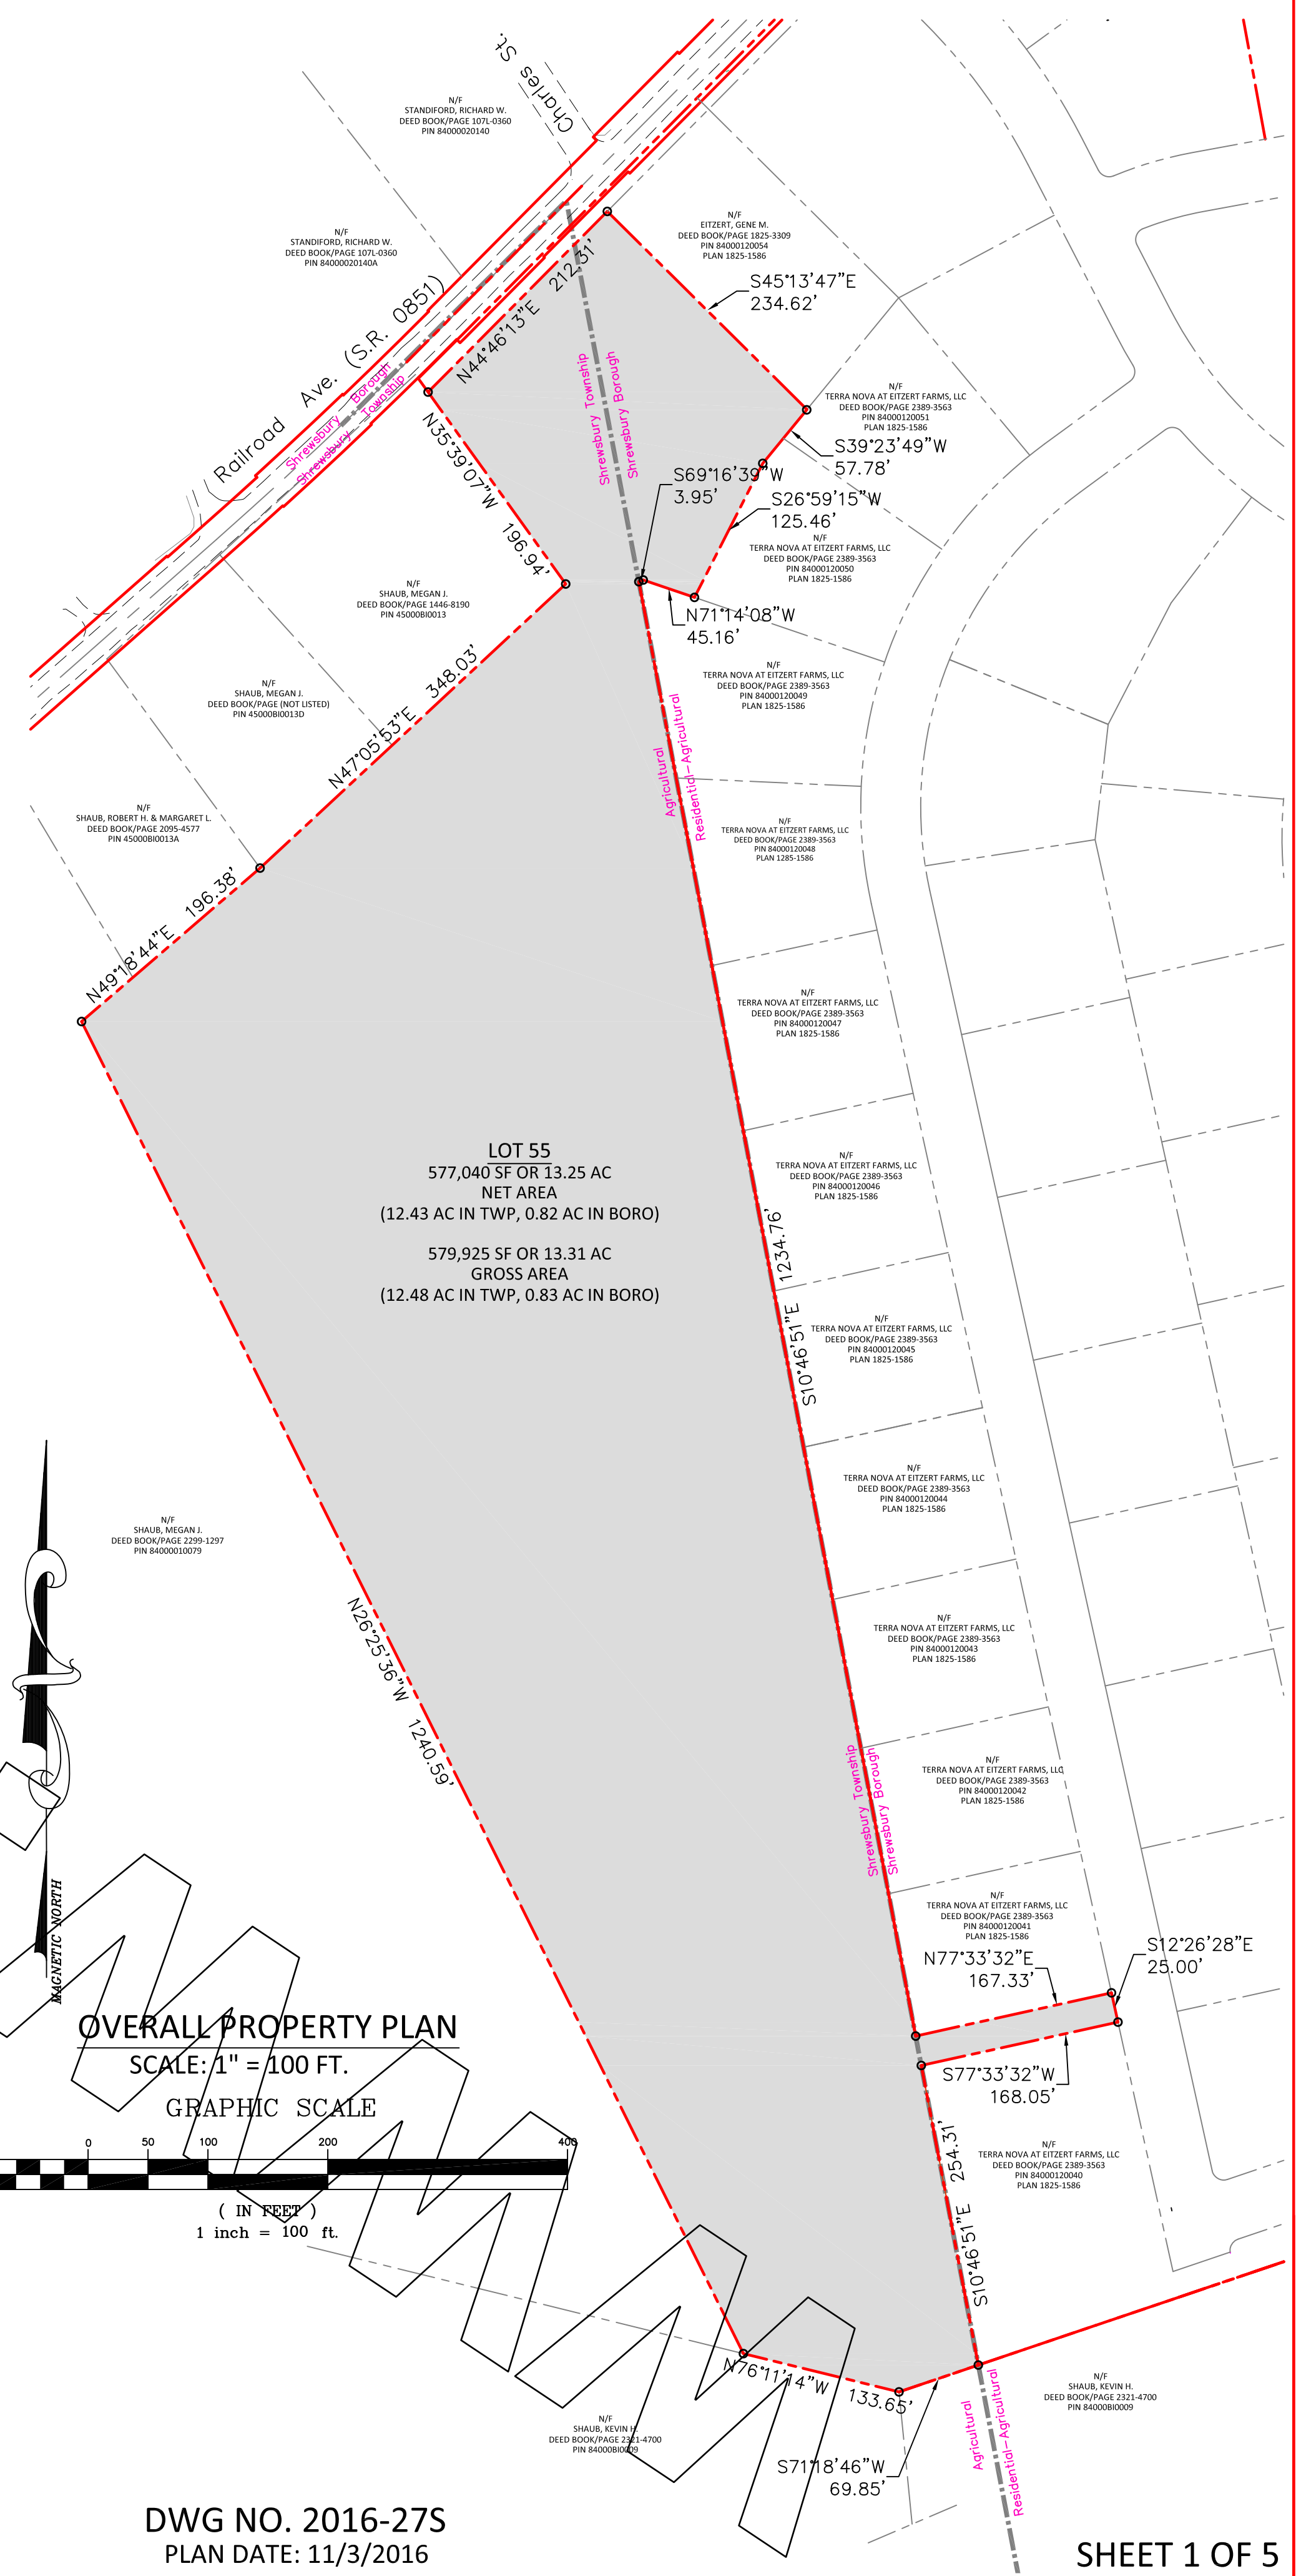 Charles St.
N/F
STANDIFORD, RICHARD W.
DEED BOOK/PAGE 107L-0360
PIN 84000020140
N/F
STANDIFORD, RICHARD W.
DEED BOOK/PAGE 107L-0360
PIN 84000020140A
N/F
EITZERT, GENE M.
DEED BOOK/PAGE 1825-3309
PIN 84000120054
PLAN 1825-1586
Railroad Ave. (S.R. 0851)
Shrewsbury Borough
Shrewsbury Township
N44°46'13"E 212.31'
S45°13'47"E
234.62'
Shrewsbury Township
Shrewsbury Borough
N/F
TERRA NOVA AT EITZERT FARMS, LLC
DEED BOOK/PAGE 2389-3563
PIN 84000120051
PLAN 1825-1586
S39°23'49"W
57.78'
N35°39'07"W 196.94'
S69°16'39"W
3.95'
S26°59'15"W
125.46'
N/F
TERRA NOVA AT EITZERT FARMS, LLC
DEED BOOK/PAGE 2389-3563
PIN 84000120050
PLAN 1825-1586
N/F
SHAUB, MEGAN J.
DEED BOOK/PAGE 1446-8190
PIN 45000BI0013
N71°14'08"W
45.16'
N/F
SHAUB, MEGAN J.
DEED BOOK/PAGE (NOT LISTED)
PIN 45000BI0013D
N47°05'53"E 348.03'
N/F
TERRA NOVA AT EITZERT FARMS, LLC
DEED BOOK/PAGE 2389-3563
PIN 84000120049
PLAN 1825-1586
Agricultural
Residential-Agricultural
N/F
SHAUB, ROBERT H. & MARGARET L.
DEED BOOK/PAGE 2095-4577
PIN 45000BI0013A
N/F
TERRA NOVA AT EITZERT FARMS, LLC
DEED BOOK/PAGE 2389-3563
PIN 84000120048
PLAN 1285-1586
N49°18'44"E 196.38'
N/F
TERRA NOVA AT EITZERT FARMS, LLC
DEED BOOK/PAGE 2389-3563
PIN 84000120047
PLAN 1825-1586
LOT 55
577,040 SF OR 13.25 AC
NET AREA
(12.43 AC IN TWP, 0.82 AC IN BORO)
579,925 SF OR 13.31 AC
GROSS AREA
(12.48 AC IN TWP, 0.83 AC IN BORO)
N/F
TERRA NOVA AT EITZERT FARMS, LLC
DEED BOOK/PAGE 2389-3563
PIN 84000120046
PLAN 1825-1586
S10°46'51"E 1234.76'
N/F
TERRA NOVA AT EITZERT FARMS, LLC
DEED BOOK/PAGE 2389-3563
PIN 84000120045
PLAN 1825-1586
N/F
TERRA NOVA AT EITZERT FARMS, LLC
DEED BOOK/PAGE 2389-3563
PIN 84000120044
PLAN 1825-1586
N/F
SHAUB, MEGAN J.
DEED BOOK/PAGE 2299-1297
PIN 84000010079
N26°25'36"W 1240.59'
N/F
TERRA NOVA AT EITZERT FARMS, LLC
DEED BOOK/PAGE 2389-3563
PIN 84000120043
PLAN 1825-1586
N/F
TERRA NOVA AT EITZERT FARMS, LLC
DEED BOOK/PAGE 2389-3563
PIN 84000120042
PLAN 1825-1586
Shrewsbury Township
Shrewsbury Borough
N/F
TERRA NOVA AT EITZERT FARMS, LLC
DEED BOOK/PAGE 2389-3563
PIN 84000120041
PLAN 1825-1586
N77°33'32"E
167.33'
S12°26'28"E
25.00'
S77°33'32"W
168.05'
S10°46'51"E 254.31'
N/F
TERRA NOVA AT EITZERT FARMS, LLC
DEED BOOK/PAGE 2389-3563
PIN 84000120040
PLAN 1825-1586
MAGNETIC NORTH
OVERALL PROPERTY PLAN
SCALE: 1" = 100 FT.
GRAPHIC SCALE
0 50 100 200 400
( IN FEET )
1 inch = 100 ft.
N76°11'14"W 133.65'
Agricultural
Residential-Agricultural
N/F
SHAUB, KEVIN H.
DEED BOOK/PAGE 2321-4700
PIN 84000BI0009
N/F
SHAUB, KEVIN H.
DEED BOOK/PAGE 2321-4700
PIN 84000BI0009
S71°18'46"W
69.85'
DWG NO. 2016-27S
PLAN DATE: 11/3/2016
SHEET 1 OF 5